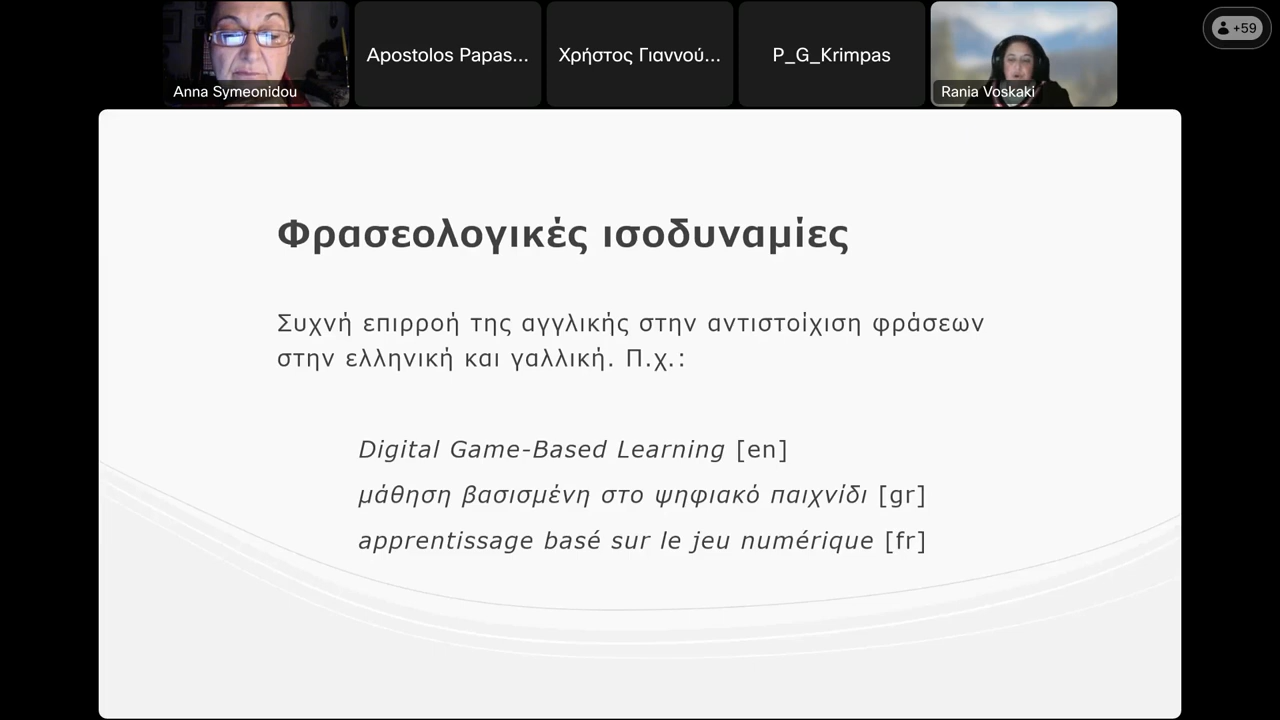 Anna Symeonidou
Apostolos Papas...
Χρήστος Γιαννού...
P_G_Krimpas
Rania Voskaki
+59
Φρασεολογικές ισοδυναμίες
Συχνή επιρροή της αγγλικής στην αντιστοίχιση φράσεων
στην ελληνική και γαλλική. Π.χ.:
Digital Game-Based Learning [en]
μάθηση βασισμένη στο ψηφιακό παιχνίδι [gr]
apprentissage basé sur le jeu numérique [fr]